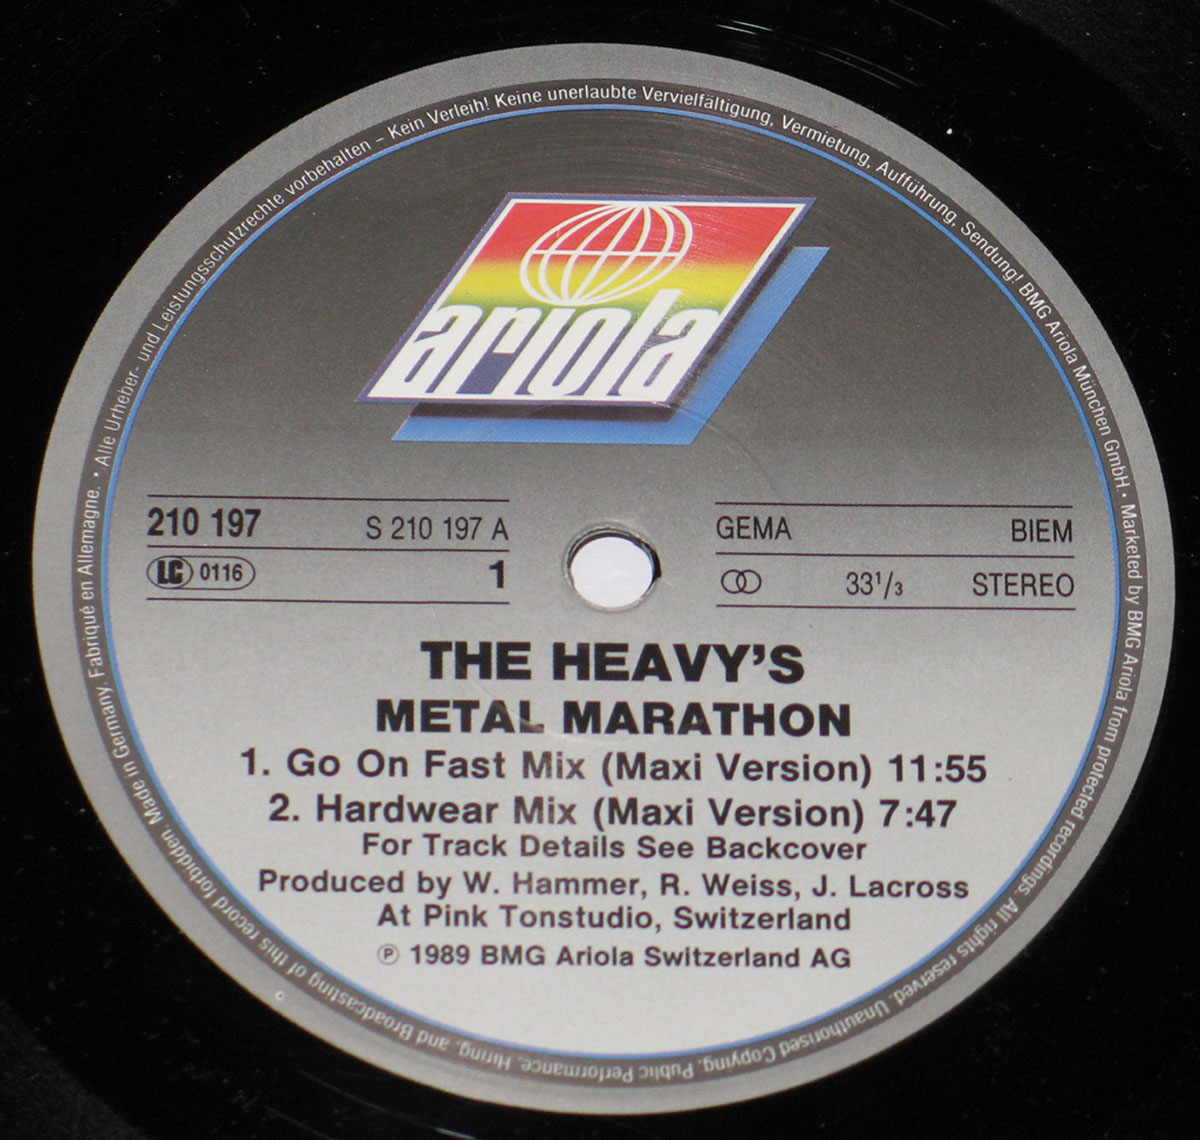 Alle Urheber- und Leistungsschutzrechte vorbehalten – Kein Verleih! Keine unerlaubte Vervielfältigung, Vermietung, Aufführung, Sendung! BMG Ariola München GmbH · Marketed by BMG Ariola from protected recordings. All rights reserved. Unauthorised Copying, Public Performance, Hiring, and Broadcasting of this record forbidden. Made in Germany. Fabriqué en Allemagne. ·
ariola
210 197 S 210 197 A
LC 0116 1
GEMA BIEM
33¹/₃ STEREO
THE HEAVY'S
METAL MARATHON
1. Go On Fast Mix (Maxi Version) 11:55
2. Hardwear Mix (Maxi Version) 7:47
For Track Details See Backcover
Produced by W. Hammer, R. Weiss, J. Lacross
At Pink Tonstudio, Switzerland
℗ 1989 BMG Ariola Switzerland AG